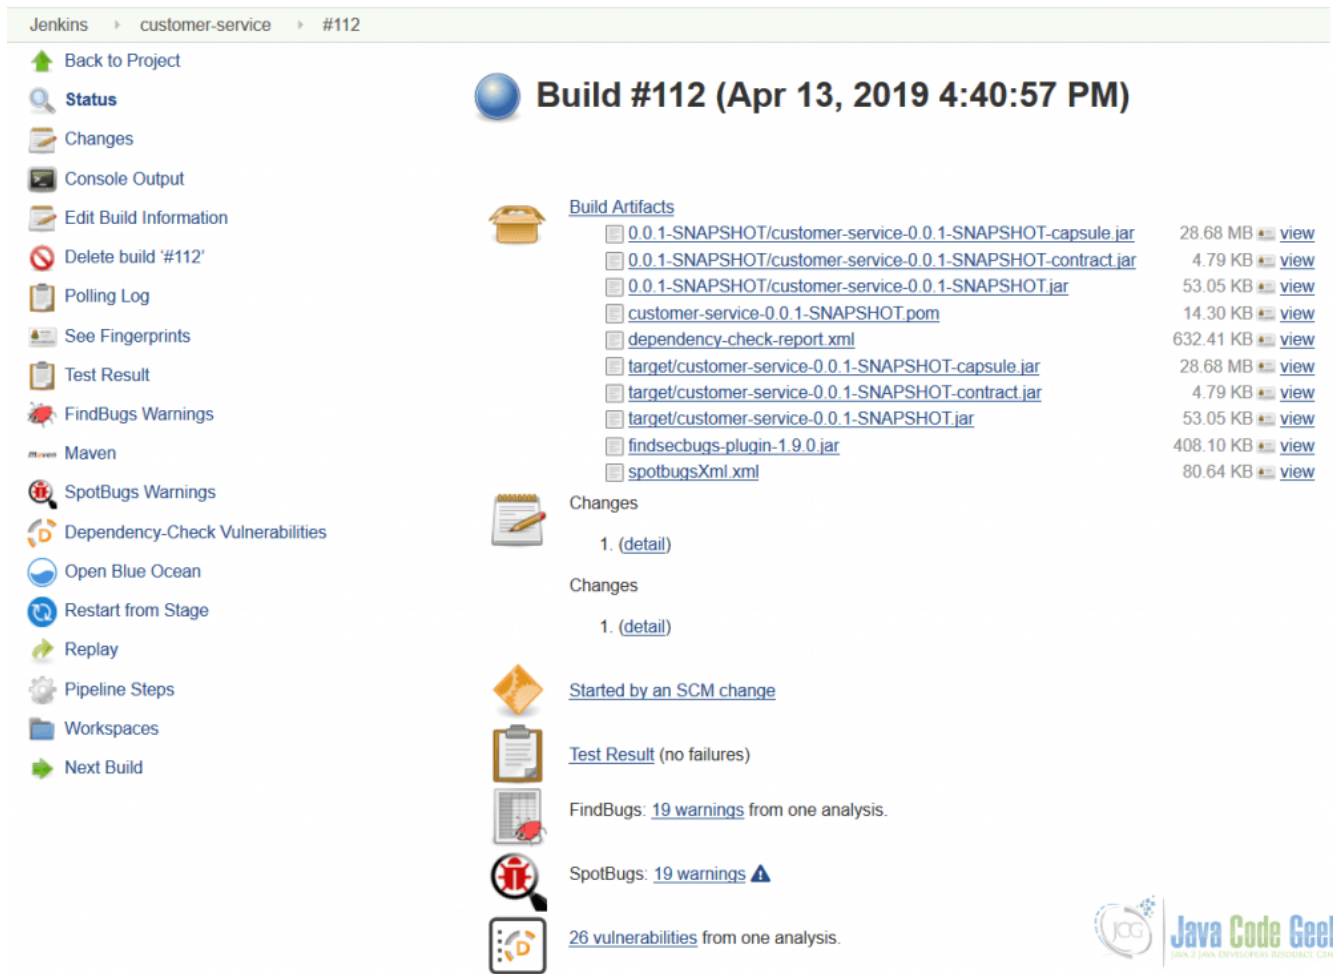 Jenkins customer-service #112
Back to Project
Status
Changes
Console Output
Edit Build Information
Delete build '#112'
Polling Log
See Fingerprints
Test Result
FindBugs Warnings
Maven Maven
SpotBugs Warnings
Dependency-Check Vulnerabilities
Open Blue Ocean
Restart from Stage
Replay
Pipeline Steps
Workspaces
Next Build
Build #112 (Apr 13, 2019 4:40:57 PM)
Build Artifacts
0.0.1-SNAPSHOT/customer-service-0.0.1-SNAPSHOT-capsule.jar 28.68 MB view
0.0.1-SNAPSHOT/customer-service-0.0.1-SNAPSHOT-contract.jar 4.79 KB view
0.0.1-SNAPSHOT/customer-service-0.0.1-SNAPSHOT.jar 53.05 KB view
customer-service-0.0.1-SNAPSHOT.pom 14.30 KB view
dependency-check-report.xml 632.41 KB view
target/customer-service-0.0.1-SNAPSHOT-capsule.jar 28.68 MB view
target/customer-service-0.0.1-SNAPSHOT-contract.jar 4.79 KB view
target/customer-service-0.0.1-SNAPSHOT.jar 53.05 KB view
findsecbugs-plugin-1.9.0.jar 408.10 KB view
spotbugsXml.xml 80.64 KB view
Changes
1. (detail)
Changes
1. (detail)
Started by an SCM change
Test Result (no failures)
FindBugs: 19 warnings from one analysis.
SpotBugs: 19 warnings
26 vulnerabilities from one analysis.
JCG Java Code Geek
JAVA 2 JAVA DEVELOPERS RESOURCE CEN